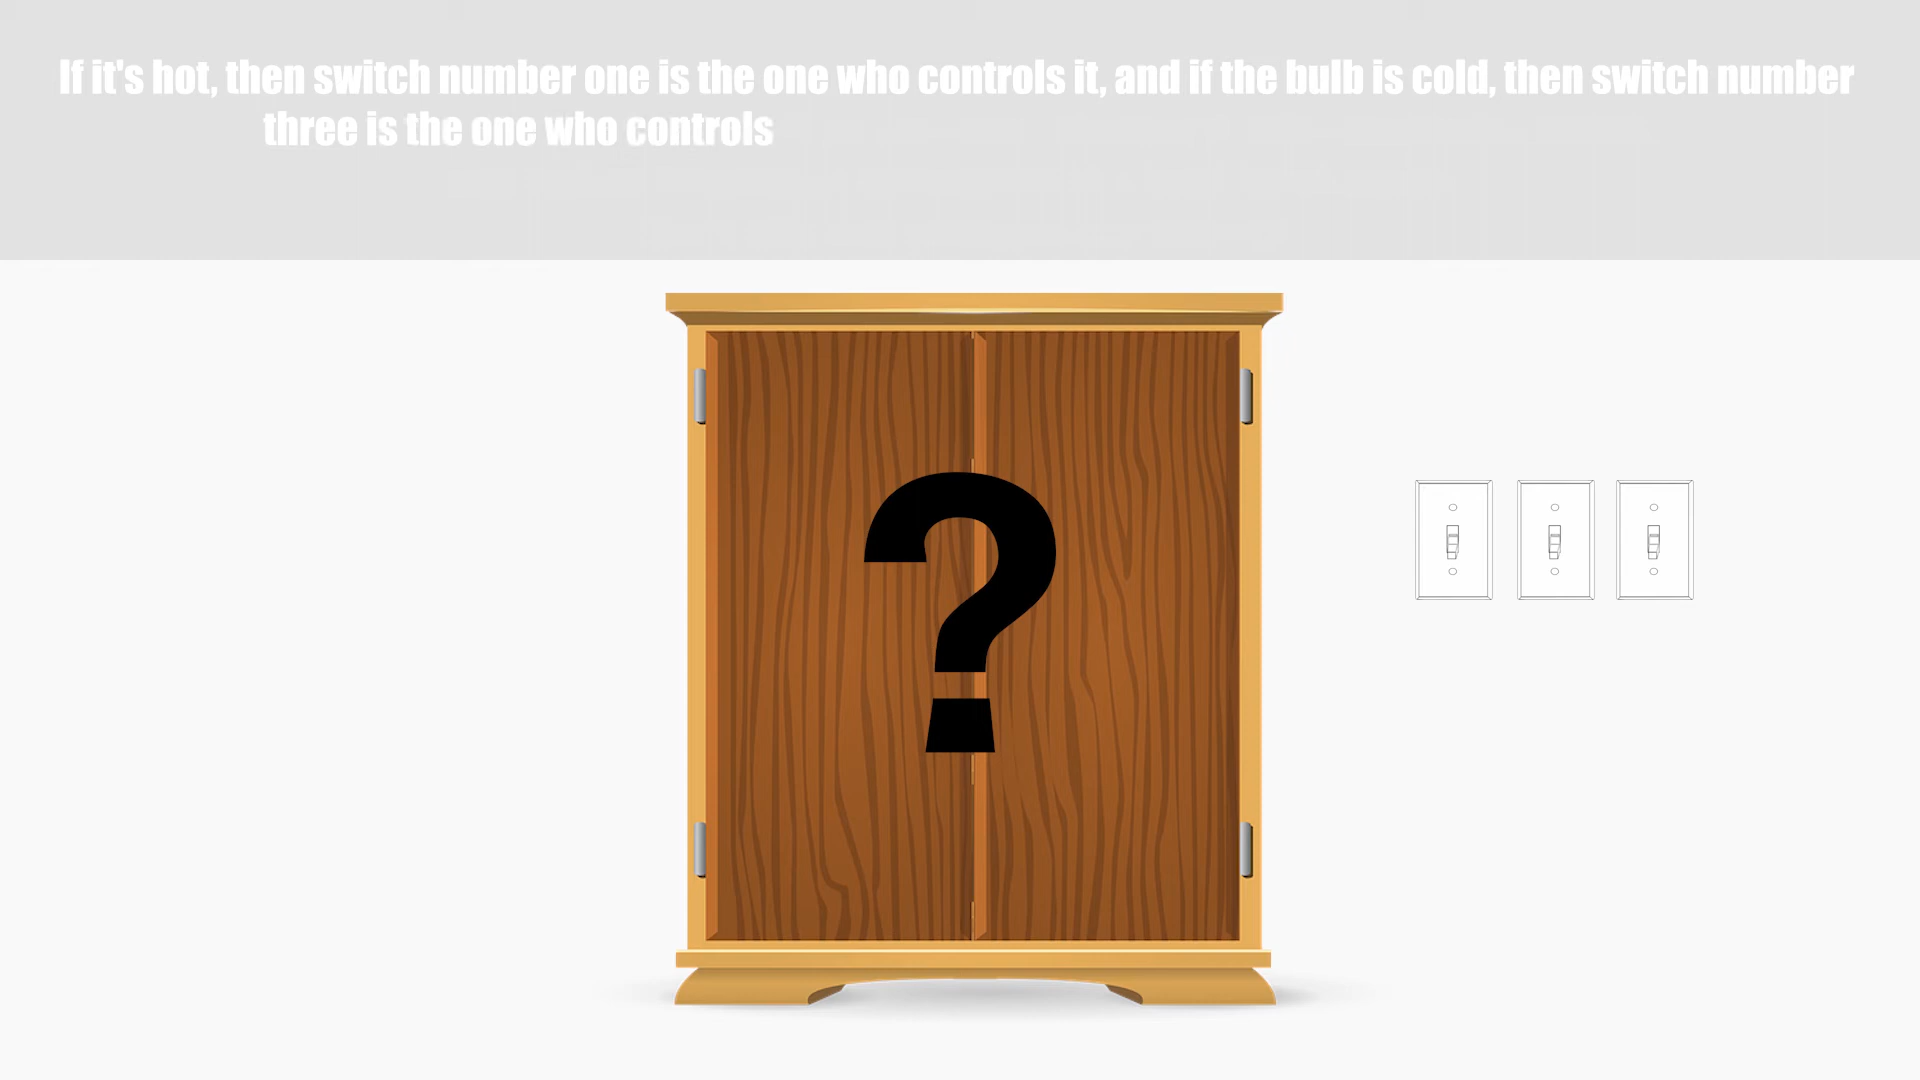 If it's hot, then switch number one is the one who controls it, and if the bulb is cold, then switch number
three is the one who controls
?